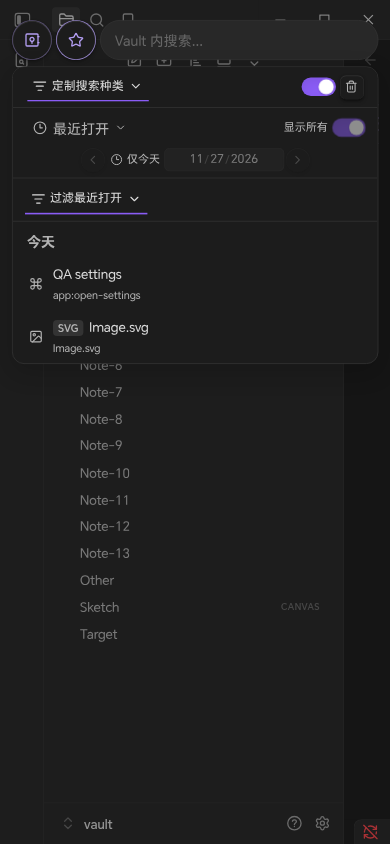 Vault 内搜索...
定制搜索种类
最近打开
显示所有
仅今天
11/27/2026
过滤最近打开
今天
QA settings
app:open-settings
SVG Image.svg
Image.svg
Note-6
Note-7
Note-8
Note-9
Note-10
Note-11
Note-12
Note-13
Other
Sketch CANVAS
Target
vault